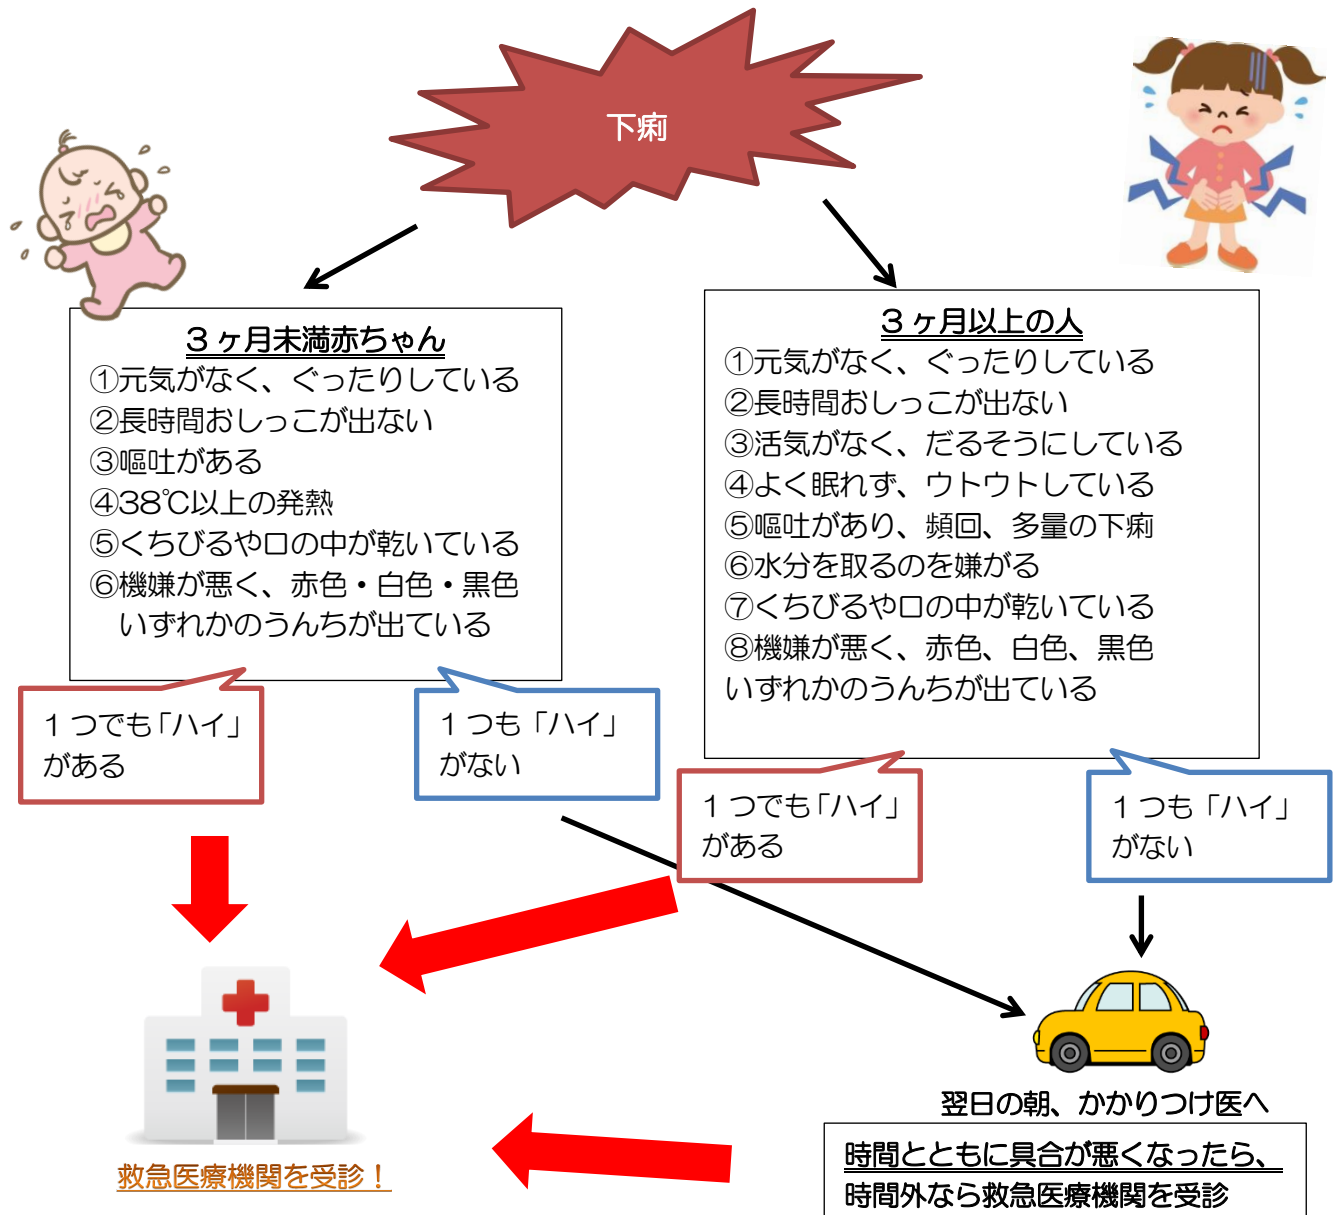 下痢
3ヶ月未満赤ちゃん
①元気がなく、ぐったりしている
②長時間おしっこが出ない
③嘔吐がある
④38℃以上の発熱
⑤くちびるや口の中が乾いている
⑥機嫌が悪く、赤色・白色・黒色
いずれかのうんちが出ている
1つでも「ハイ」
がある
1つも「ハイ」
がない
3ヶ月以上の人
①元気がなく、ぐったりしている
②長時間おしっこが出ない
③活気がなく、だるそうにしている
④よく眠れず、ウトウトしている
⑤嘔吐があり、頻回、多量の下痢
⑥水分を取るのを嫌がる
⑦くちびるや口の中が乾いている
⑧機嫌が悪く、赤色、白色、黒色
いずれかのうんちが出ている
1つでも「ハイ」
がある
1つも「ハイ」
がない
救急医療機関を受診！
翌日の朝、かかりつけ医へ
時間とともに具合が悪くなったら、
時間外なら救急医療機関を受診